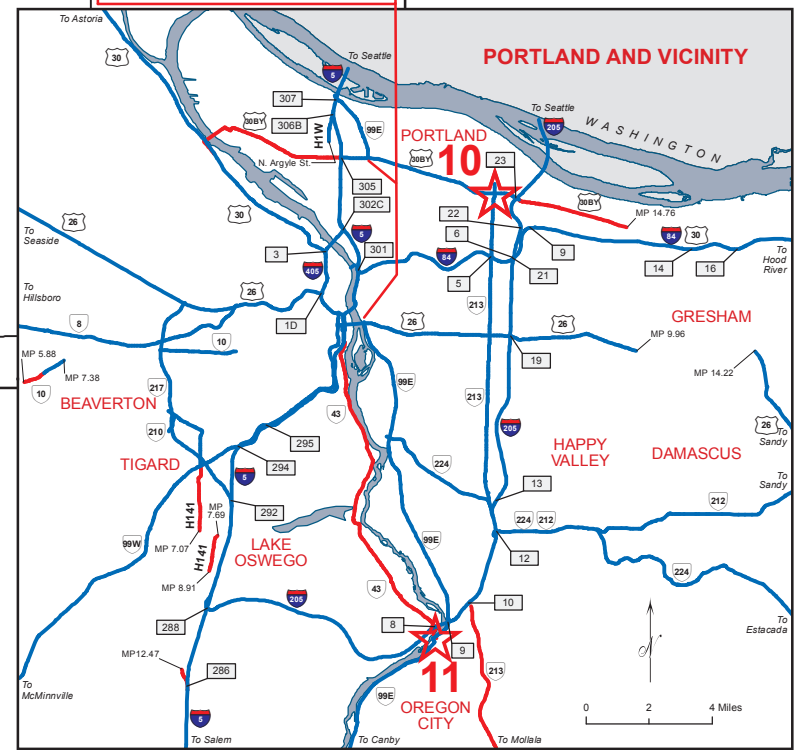 To Astoria
30
To Seattle
5
PORTLAND AND VICINITY
307
306B
30BY
H1W
99E
PORTLAND
To Seattle
205
WASHINGTON
N. Argyle St.
30BY
10
23
305
302C
30BY
MP 14.76
26
30
To
Seaside
5
22
6
9
84
30
3
301
84
405
5
21
14
16
To
Hood
River
To
Hillsboro
26
213
8
1D
26
26
GRESHAM
MP 9.96
10
19
MP 14.22
MP 5.88
MP 7.38
10
217
99E
BEAVERTON
43
213
210
205
26
To
Sandy
295
HAPPY
VALLEY
DAMASCUS
TIGARD
294
224
5
To
Sandy
13
292
MP
7.69
H141
212
224
212
99W
MP 7.07
H141
LAKE
OSWEGO
99E
12
MP 8.91
224
43
205
10
288
8
To
Estacada
9
N
MP12.47
286
11
213
To
McMinnville
99E
OREGON
CITY
0
2
4 Miles
5
To Salem
To Canby
To Mollala